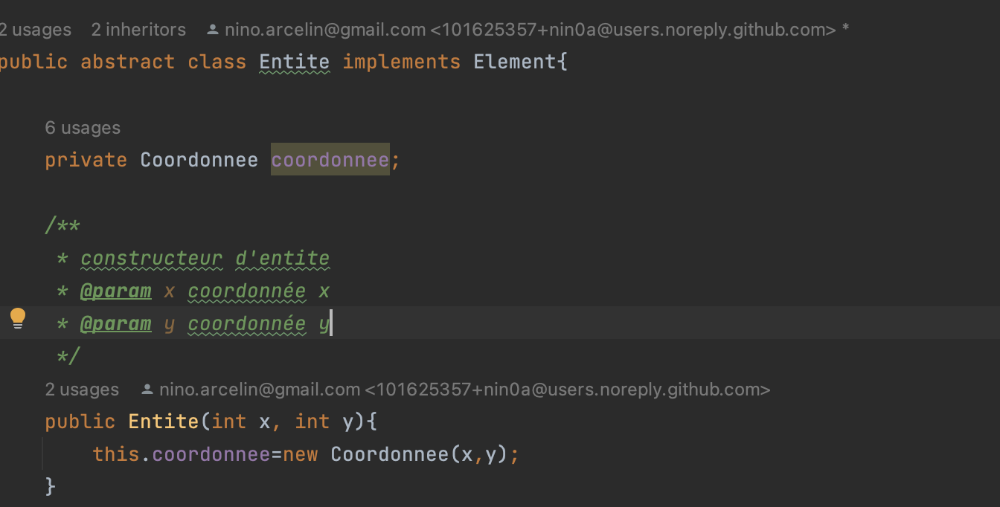 2 usages 2 inheritors nino.arcelin@gmail.com <101625357+nin0a@users.noreply.github.com> *
public abstract class Entite implements Element{
6 usages
private Coordonnee coordonnee;
/**
* constructeur d'entite
* @param x coordonnée x
* @param y coordonnée y
*/
2 usages nino.arcelin@gmail.com <101625357+nin0a@users.noreply.github.com>
public Entite(int x, int y){
this.coordonnee=new Coordonnee(x,y);
}